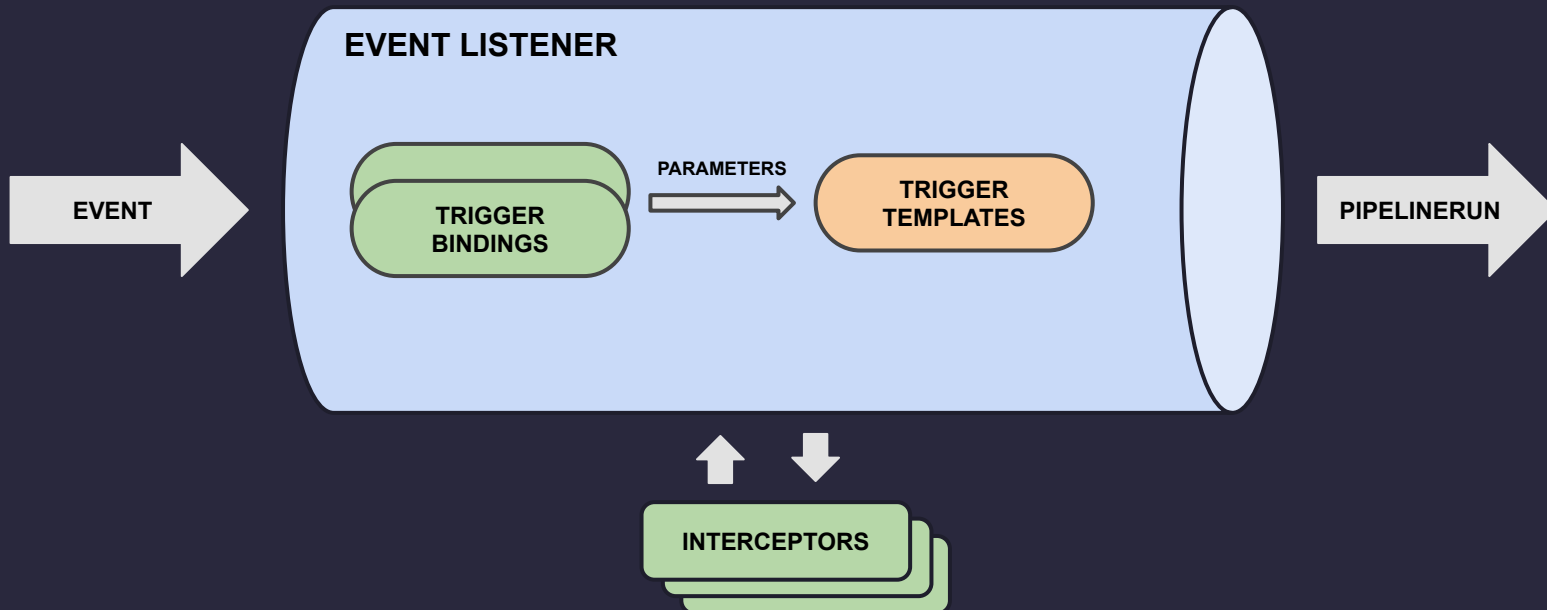 EVENT LISTENER
EVENT
TRIGGER
BINDINGS
PARAMETERS
TRIGGER
TEMPLATES
PIPELINERUN
INTERCEPTORS